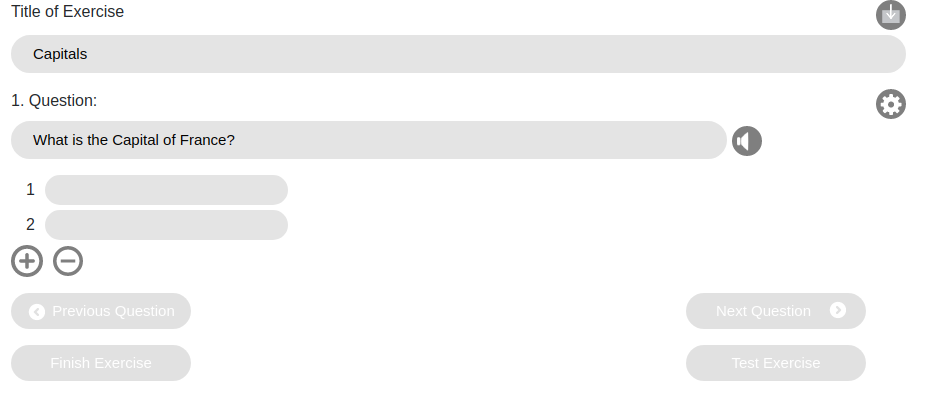 Title of Exercise
Capitals
1. Question:
What is the Capital of France?
1
2
Previous Question
Next Question
Finish Exercise
Test Exercise